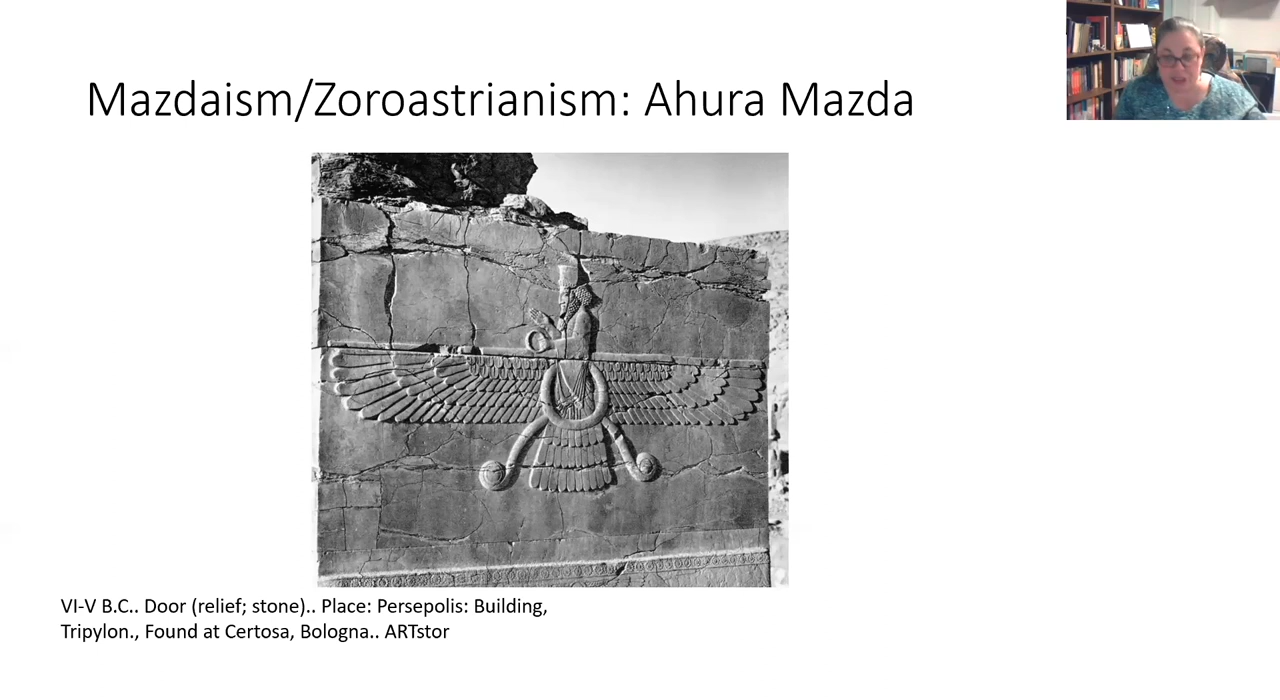 Mazdaism/Zoroastrianism: Ahura Mazda
VI-V B.C.. Door (relief; stone).. Place: Persepolis: Building,
Tripylon., Found at Certosa, Bologna.. ARTstor